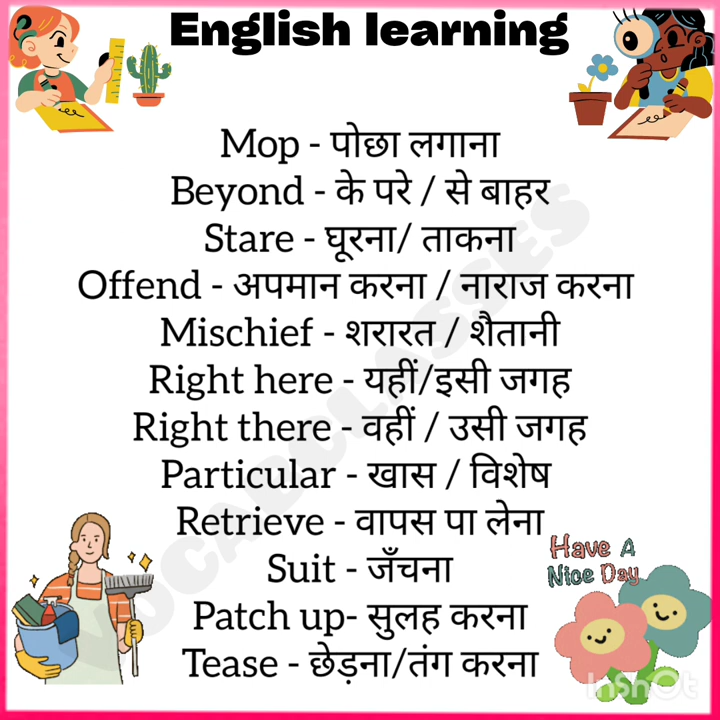 English learning
Mop - पोछा लगाना
Beyond - के परे / से बाहर
Stare - घूरना/ ताकना
Offend - अपमान करना / नाराज करना
Mischief - शरारत / शैतानी
Right here - यहीं/इसी जगह
Right there - वहीं / उसी जगह
Particular - खास / विशेष
Retrieve - वापस पा लेना
Suit - जँचना
Patch up- सुलह करना
Tease - छेड़ना/तंग करना
Have A
Nice Day
VOCABCLASSES
InShOt